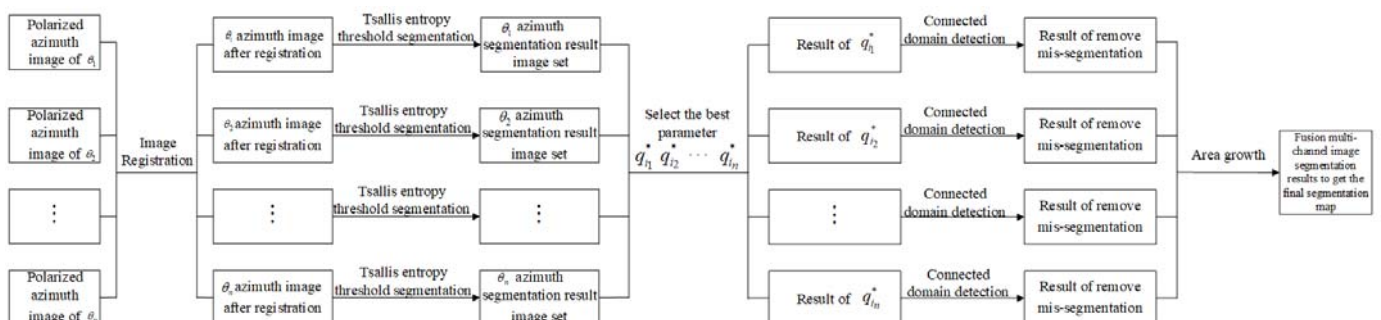 Polarized
azimuth
image of θ₁
Polarized
azimuth
image of θ₂
⋮
Polarized
azimuth
image of θₙ
Image
Registration
θ₁ azimuth image
after registration
θ₂ azimuth image
after registration
⋮
θₙ azimuth image
after registration
Tsallis entropy
threshold segmentation
Tsallis entropy
threshold segmentation
Tsallis entropy
threshold segmentation
Tsallis entropy
threshold segmentation
θ₁ azimuth
segmentation result
image set
θ₂ azimuth
segmentation result
image set
⋮
θₙ azimuth
segmentation result
image set
Select the best
parameter
q*i₁ q*i₂ ⋯ q*iₙ
Result of q*i₁
Result of q*i₂
⋮
Result of q*iₙ
Connected
domain detection
Connected
domain detection
Connected
domain detection
Connected
domain detection
Result of remove
mis-segmentation
Result of remove
mis-segmentation
Result of remove
mis-segmentation
Result of remove
mis-segmentation
Area growth
Fusion multi-
channel image
segmentation
results to get the
final segmentation
map